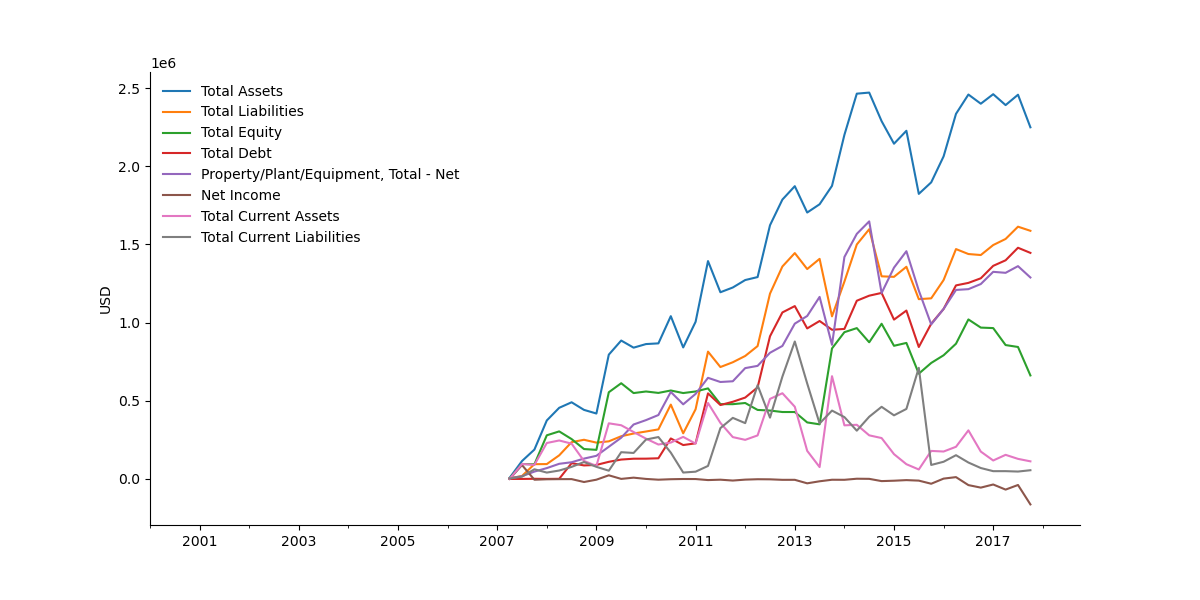 1e6
2.5
2.0
1.5
1.0
0.5
0.0
USD
Total Assets
Total Liabilities
Total Equity
Total Debt
Property/Plant/Equipment, Total - Net
Net Income
Total Current Assets
Total Current Liabilities
2001 2003 2005 2007 2009 2011 2013 2015 2017